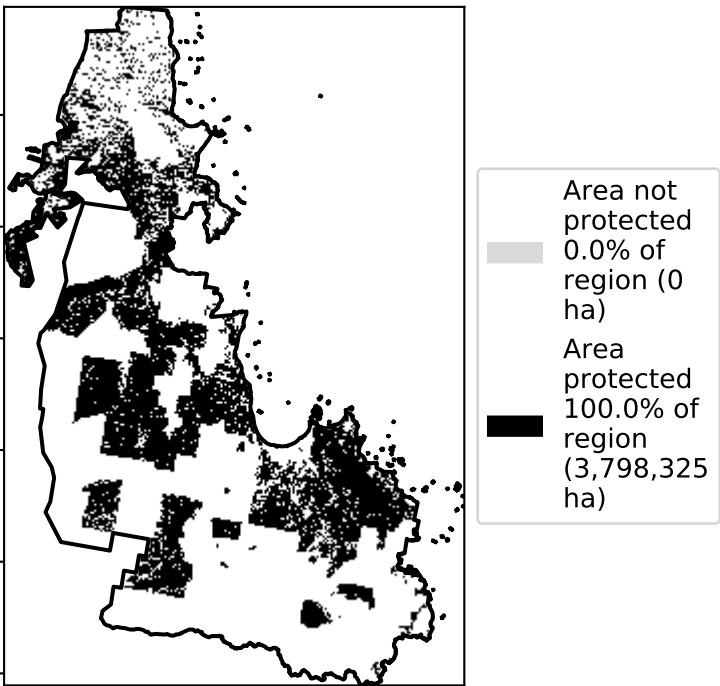 Area not
protected
0.0% of
region (0
ha)
Area
protected
100.0% of
region
(3,798,325
ha)